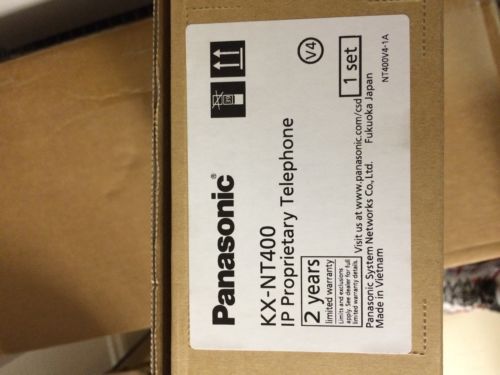 V4
Panasonic®
KX-NT400
IP Proprietary Telephone
2 years
limited warranty
Limits and exclusions
apply. See dealer for full
limited warranty details.
1 set
Visit us at www.panasonic.com/csd
Panasonic System Networks Co., Ltd. Fukuoka Japan
Made in Vietnam
NT400V4-1A